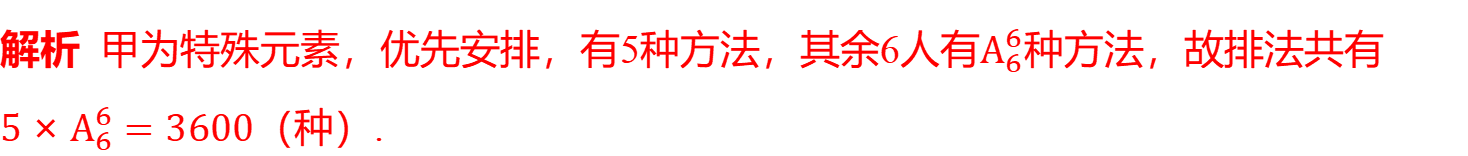 解析 甲为特殊元素，优先安排，有5种方法，其余6人有A₆⁶种方法，故排法共有
5 × A₆⁶ = 3600（种）.